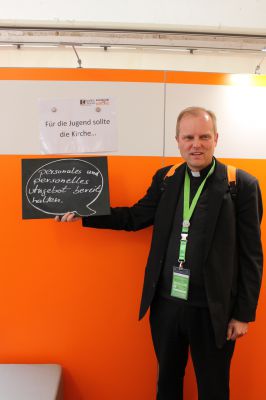 Für die Jugend sollte
die Kirche...
personales und
personelles
Angebot bereit
halten.